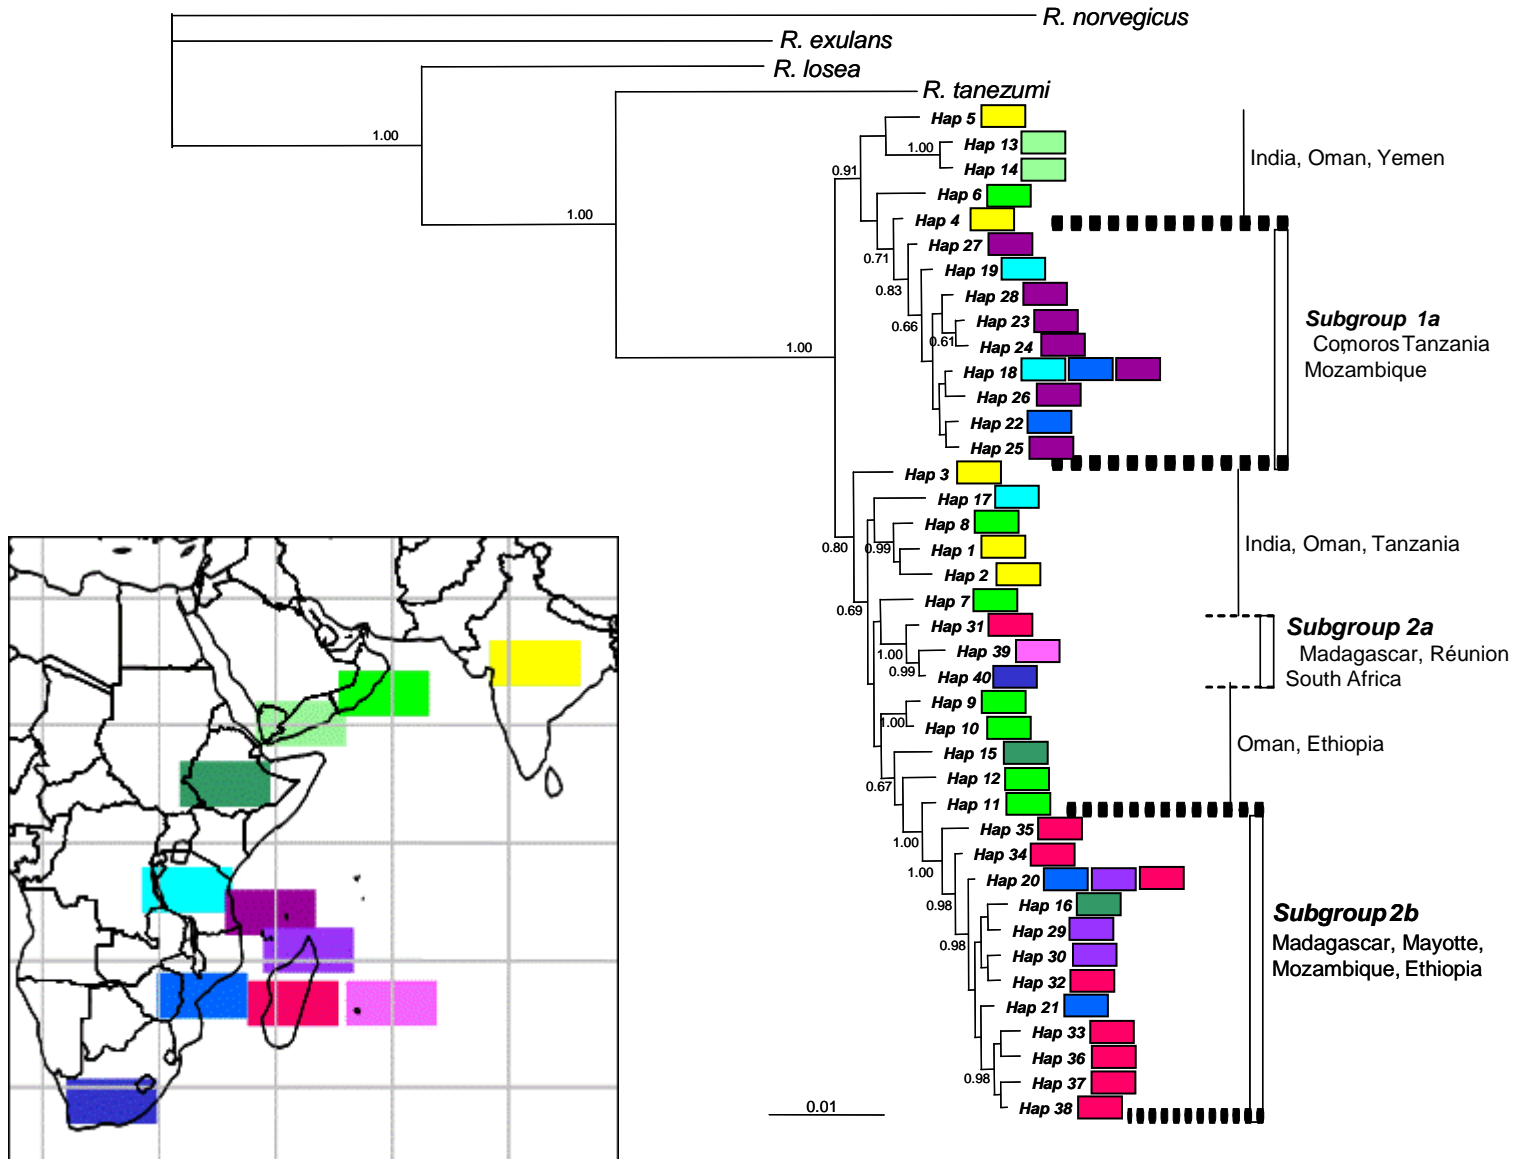 R. norvegicus
R. exulans
R. losea
R. tanezumi
1.00
1.00
1.00
Hap 5
1.00
Hap 13
Hap 14
0.91
Hap 6
Hap 4
0.71
Hap 27
0.83
Hap 19
0.66
Hap 28
Hap 23
0.61
Hap 24
Hap 18
Hap 26
Hap 22
Hap 25
Hap 3
0.80
Hap 17
Hap 8
0.99
Hap 1
Hap 2
0.69
Hap 7
Hap 31
1.00
Hap 39
0.99
Hap 40
Hap 9
1.00
Hap 10
Hap 15
0.67
Hap 12
Hap 11
1.00
Hap 35
1.00
Hap 34
Hap 20
0.98
Hap 16
Hap 29
0.98
Hap 30
Hap 32
Hap 21
Hap 33
Hap 36
0.98
Hap 37
Hap 38
0.01
India, Oman, Yemen
Subgroup 1a
Comoros, Tanzania
Mozambique
India, Oman, Tanzania
Subgroup 2a
Madagascar, Réunion
South Africa
Oman, Ethiopia
Subgroup 2b
Madagascar, Mayotte,
Mozambique, Ethiopia